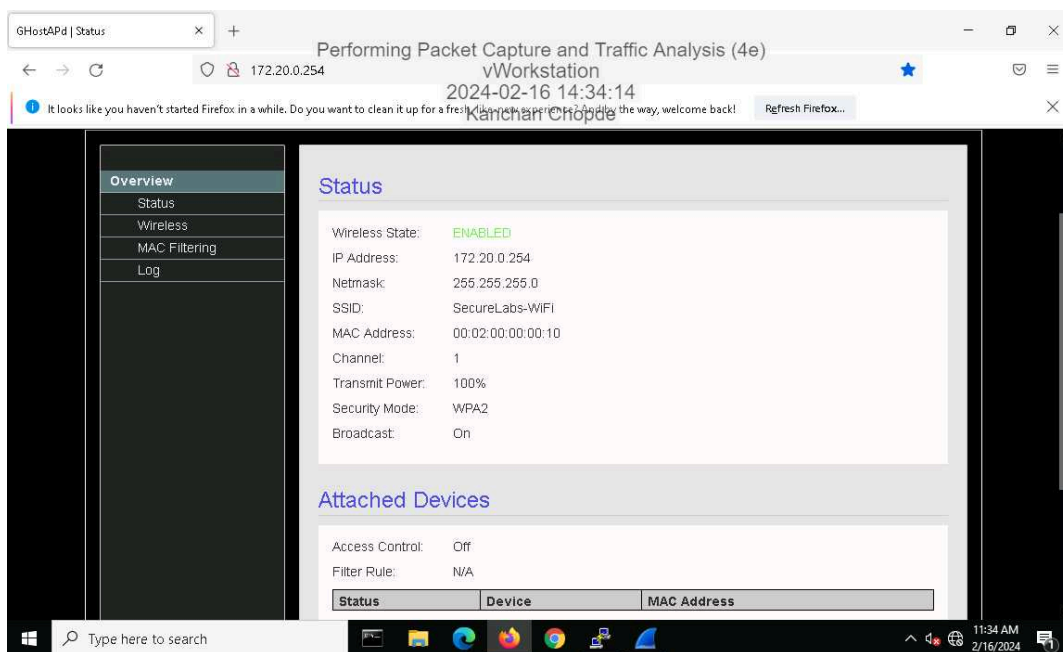 GHostAPd | Status
Performing Packet Capture and Traffic Analysis (4e)
172.20.0.254
vWorkstation
2024-02-16 14:34:14
Kanchan Chopde
It looks like you haven't started Firefox in a while. Do you want to clean it up for a fresh, like-new experience? And by the way, welcome back!
Refresh Firefox...
Overview
Status
Wireless
MAC Filtering
Log
Status
Wireless State: ENABLED
IP Address: 172.20.0.254
Netmask: 255.255.255.0
SSID: SecureLabs-WiFi
MAC Address: 00:02:00:00:00:10
Channel: 1
Transmit Power: 100%
Security Mode: WPA2
Broadcast: On
Attached Devices
Access Control: Off
Filter Rule: N/A
Status Device MAC Address
Type here to search
11:34 AM
2/16/2024